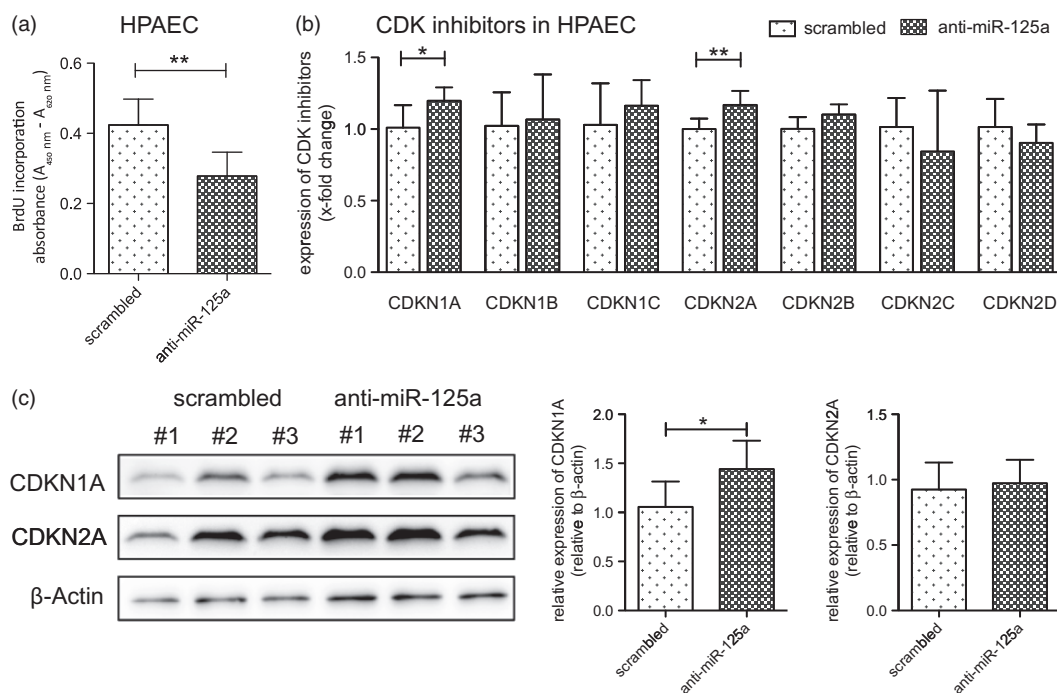 (a) HPAEC
BrdU incorporation
absorbance (A450 nm - A620 nm)
0.6
0.4
0.2
0.0
**
scrambled
anti-miR-125a
(b) CDK inhibitors in HPAEC
scrambled
anti-miR-125a
expression of CDK inhibitors
(x-fold change)
1.5
1.0
0.5
1.0
*
**
CDKN1A CDKN1B CDKN1C CDKN2A CDKN2B CDKN2C CDKN2D
(c) scrambled anti-miR-125a
#1 #2 #3 #1 #2 #3
CDKN1A
CDKN2A
β-Actin
relative expression of CDKN1A
(relative to β-actin)
2.0
1.5
1.0
0.5
0.0
*
scrambled
anti-miR-125a
relative expression of CDKN2A
(relative to β-actin)
1.5
1.0
0.5
0.0
scrambled
anti-miR-125a